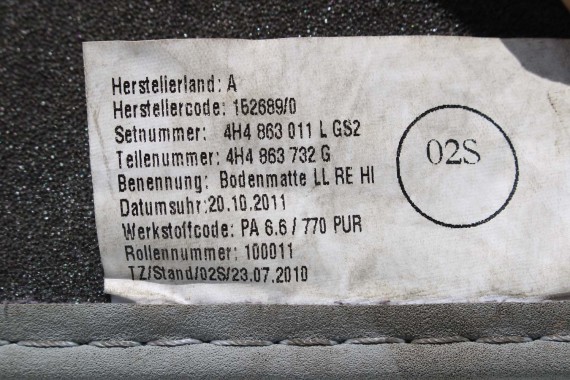 Herstellerland: A
Herstellercode: 152689/0
Setnummer: 4H4 863 011 L GS2
Teilenummer: 4H4 863 732 G
Benennung: Bodenmatte LL RE HI
Datumsuhr:20.10.2011
Werkstoffcode: PA 6.6 / 770 PUR
Rollennummer: 100011
TZ/Stand/02S/23.07.2010
02S